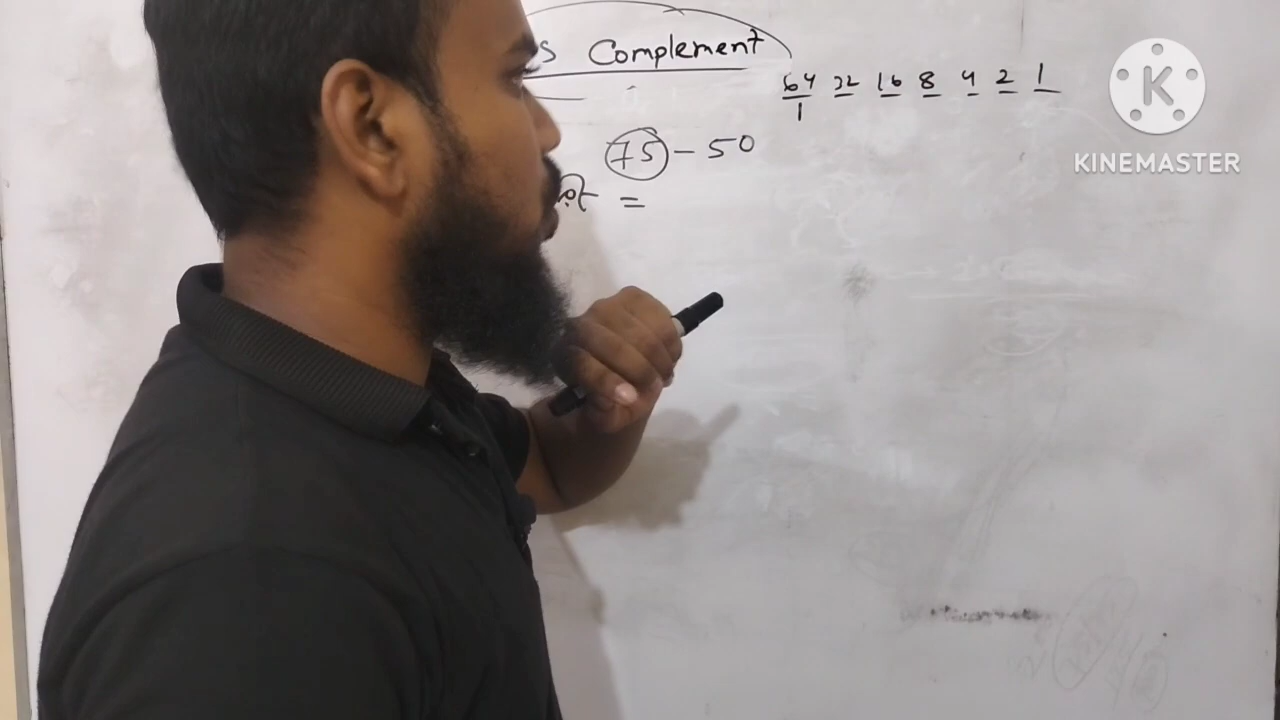 s Complement
64 32 16 8 4 2 1
1
75 - 50
=
K
KINEMASTER